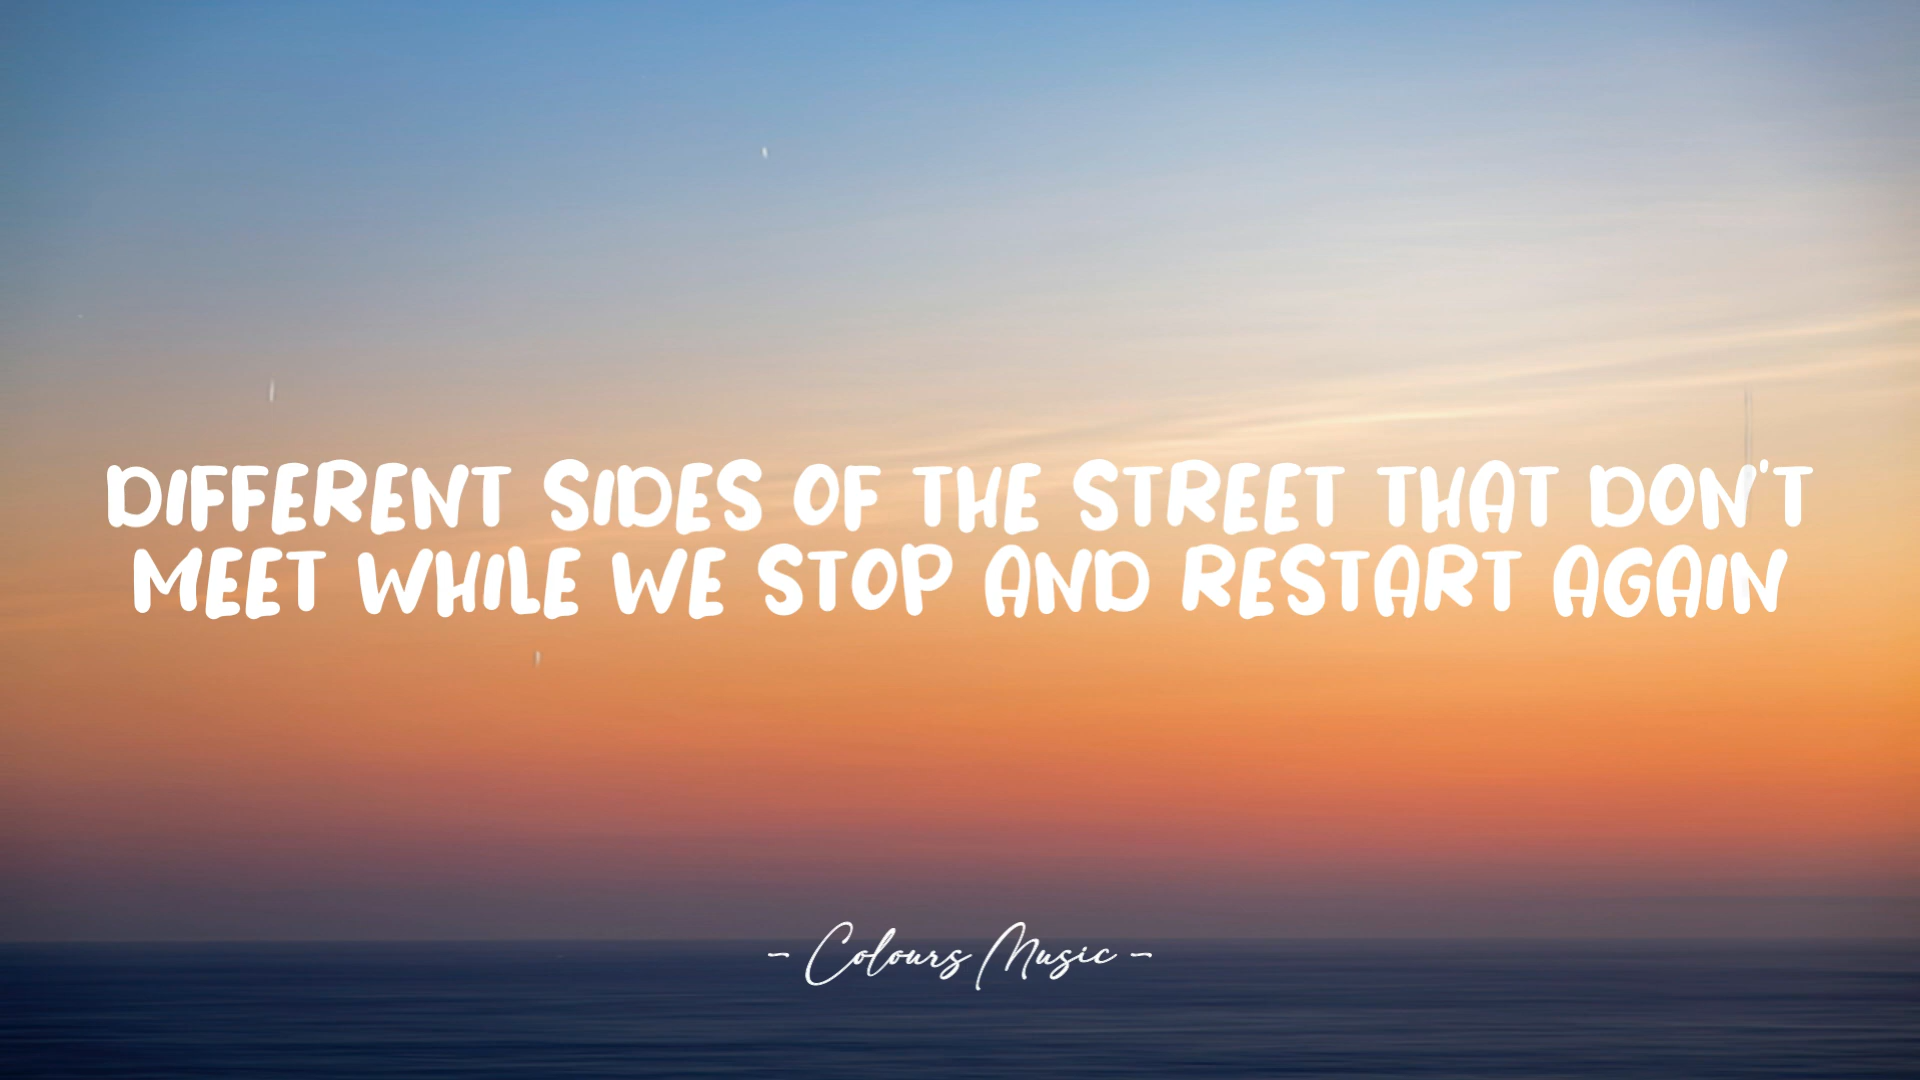 DIFFERENT SIDES OF THE STREET THAT DON'T
MEET WHILE WE STOP AND RESTART AGAIN
- Colours Music -